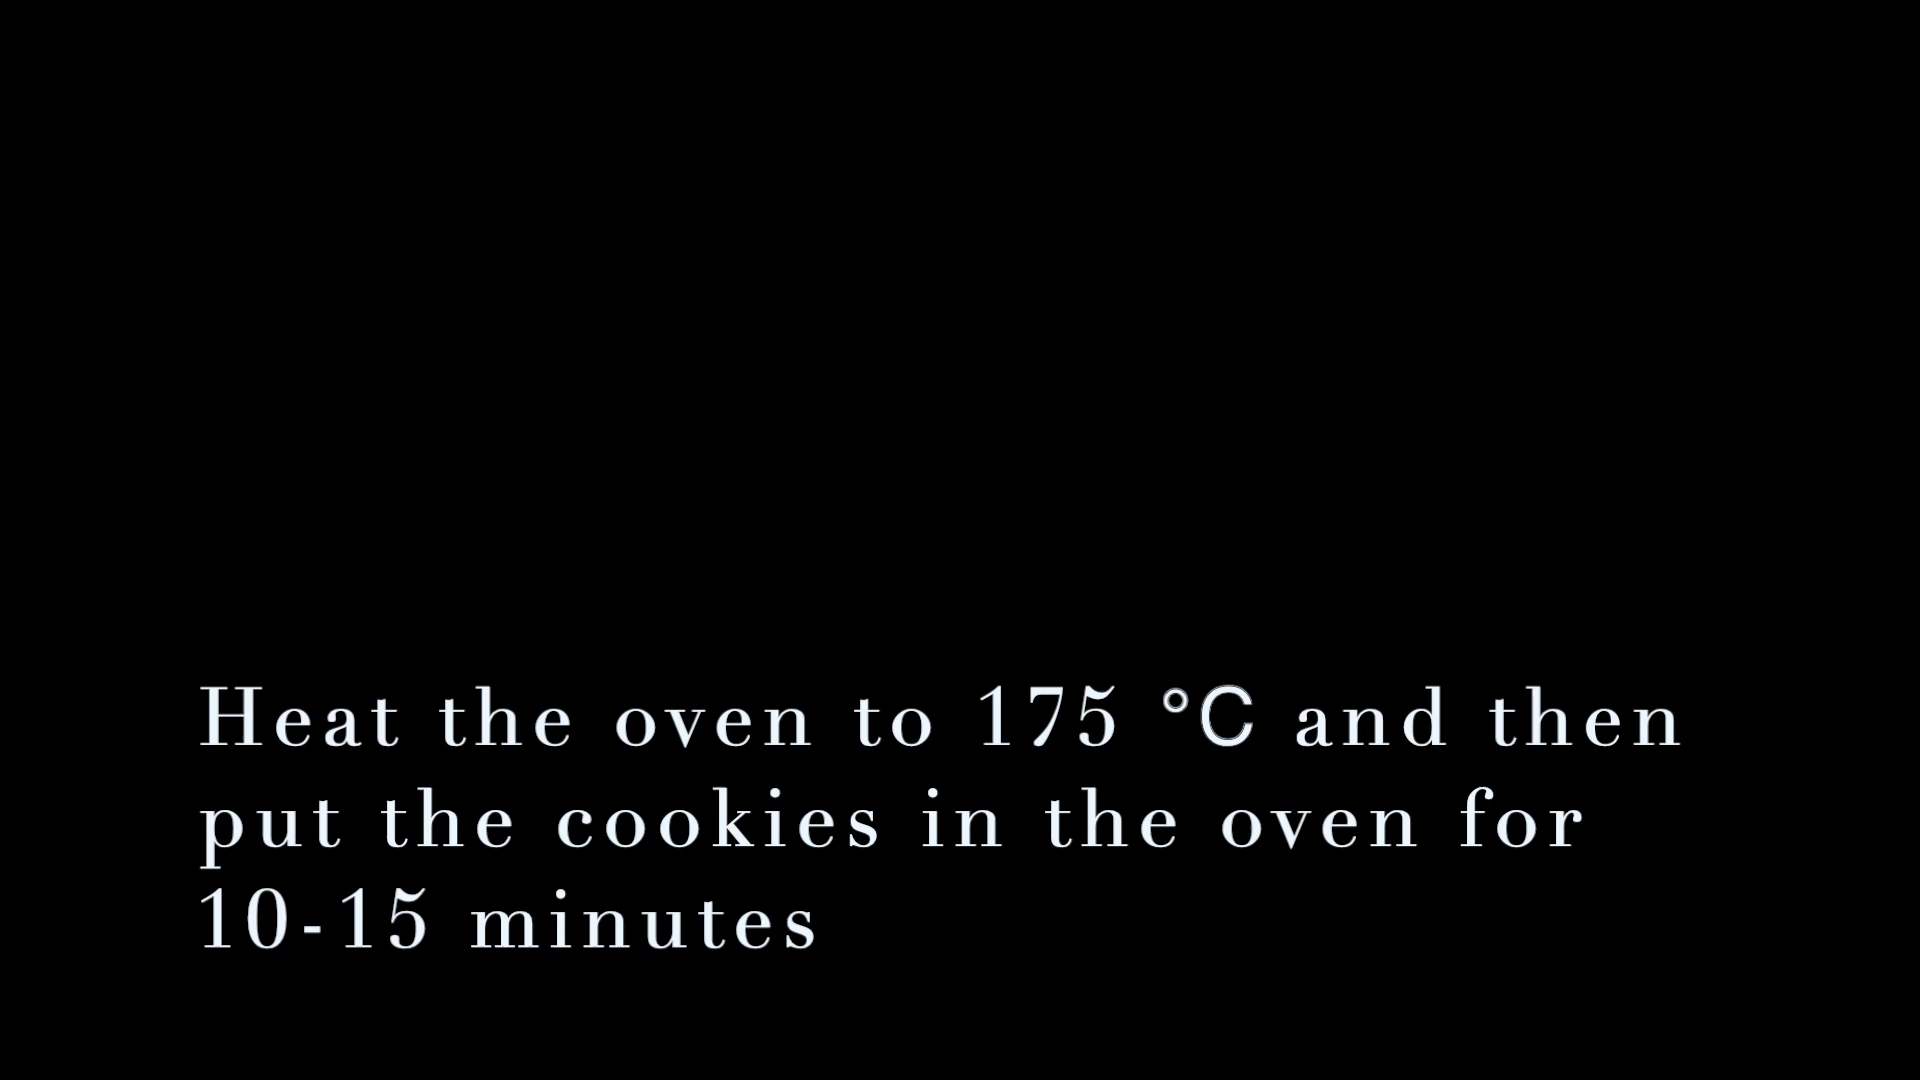 Heat the oven to 175 °C and then
put the cookies in the oven for
10-15 minutes